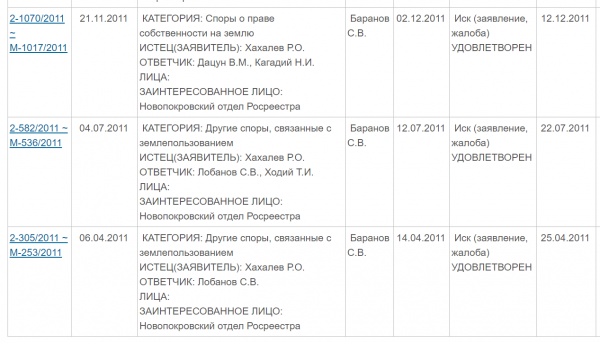 2-1070/2011 ~ М-1017/2011
21.11.2011
КАТЕГОРИЯ: Споры о праве
собственности на землю
ИСТЕЦ(ЗАЯВИТЕЛЬ): Хахалев Р.О.
ОТВЕТЧИК: Дацун В.М., Кагадий Н.И.
ЛИЦА:
ЗАИНТЕРЕСОВАННОЕ ЛИЦО:
Новопокровский отдел Росреестра
Баранов
С.В.
02.12.2011
Иск (заявление,
жалоба)
УДОВЛЕТВОРЕН
12.12.2011
2-582/2011 ~
М-536/2011
04.07.2011
КАТЕГОРИЯ: Другие споры, связанные с
землепользованием
ИСТЕЦ(ЗАЯВИТЕЛЬ): Хахалев Р.О.
ОТВЕТЧИК: Лобанов С.В., Ходий Т.И.
ЛИЦА:
ЗАИНТЕРЕСОВАННОЕ ЛИЦО:
Новопокровский отдел Росреестра
Баранов
С.В.
12.07.2011
Иск (заявление,
жалоба)
УДОВЛЕТВОРЕН
22.07.2011
2-305/2011 ~
М-253/2011
06.04.2011
КАТЕГОРИЯ: Другие споры, связанные с
землепользованием
ИСТЕЦ(ЗАЯВИТЕЛЬ): Хахалев Р.О.
ОТВЕТЧИК: Лобанов С.В.
ЛИЦА:
ЗАИНТЕРЕСОВАННОЕ ЛИЦО:
Новопокровский отдел Росреестра
Баранов
С.В.
14.04.2011
Иск (заявление,
жалоба)
УДОВЛЕТВОРЕН
25.04.2011